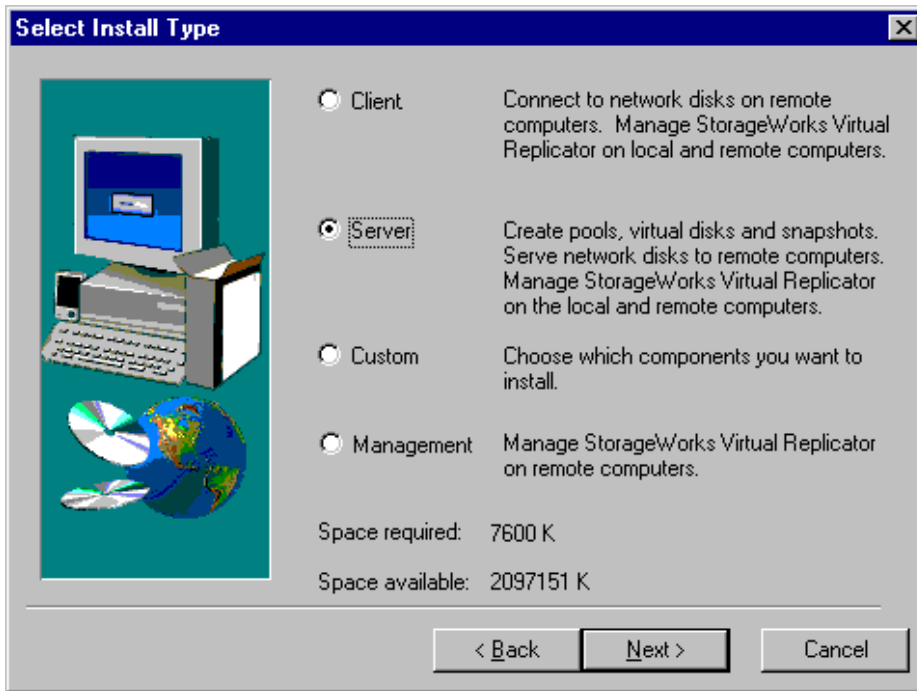 Select Install Type
Client
Connect to network disks on remote
computers. Manage StorageWorks Virtual
Replicator on local and remote computers.
Server
Create pools, virtual disks and snapshots.
Serve network disks to remote computers.
Manage StorageWorks Virtual Replicator
on the local and remote computers.
Custom
Choose which components you want to
install.
Management
Manage StorageWorks Virtual Replicator
on remote computers.
Space required: 7600 K
Space available: 2097151 K
< Back
Next >
Cancel